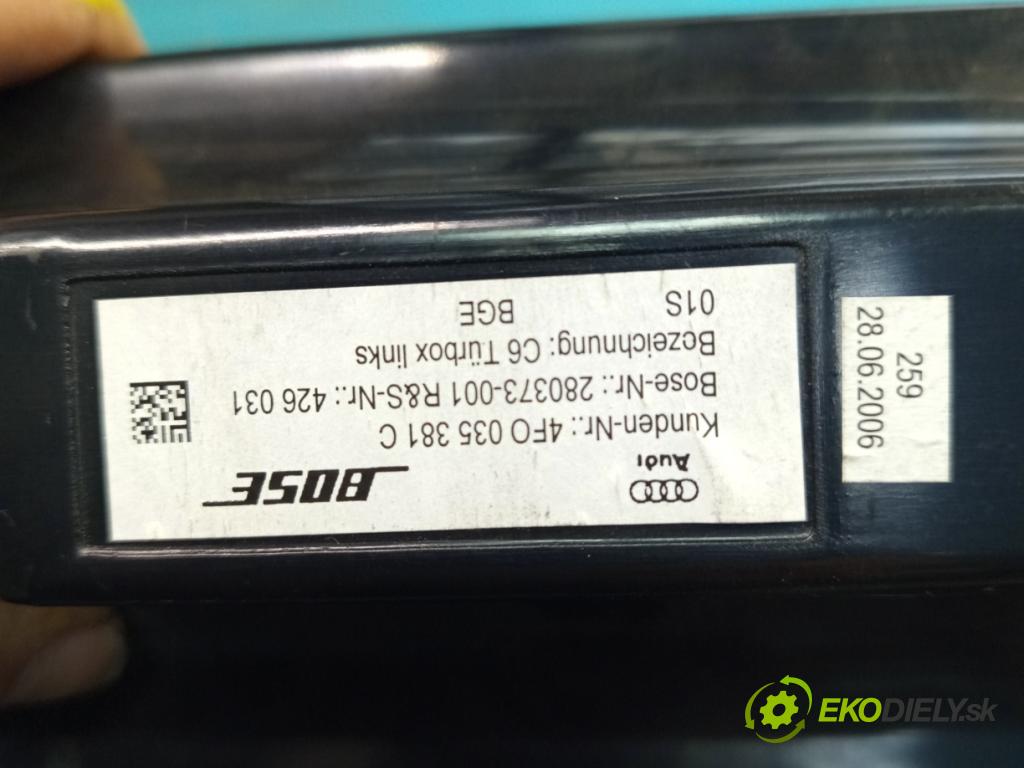 BOSE
Audi
Kunden-Nr.: 4FO 035 381 C
Bose-Nr.: 280373-001 R&S-Nr.: 426 031
Bezeichnung: C6 Türbox links
01S BGE
259
28.06.2006
EKODIELY.sk